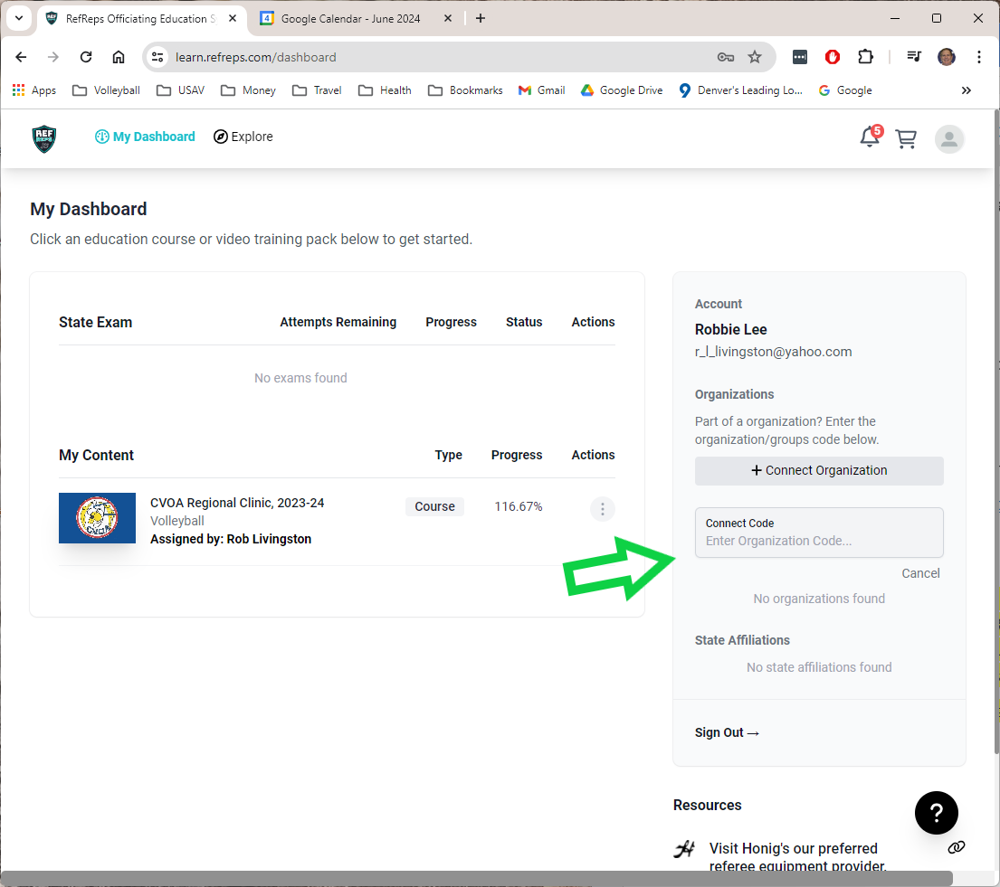 RefReps Officiating Education S
4
Google Calendar - June 2024
learn.refreps.com/dashboard
Apps
Volleyball
USAV
Money
Travel
Health
Bookmarks
Gmail
Google Drive
Denver's Leading Lo...
Google
REF
REPS
My Dashboard
Explore
5
My Dashboard
Click an education course or video training pack below to get started.
State Exam
Attempts Remaining
Progress
Status
Actions
No exams found
My Content
Type
Progress
Actions
CVOA Regional Clinic, 2023-24
Volleyball
Assigned by: Rob Livingston
Course
116.67%
Account
Robbie Lee
r_l_livingston@yahoo.com
Organizations
Part of a organization? Enter the
organization/groups code below.
+ Connect Organization
Connect Code
Enter Organization Code...
Cancel
No organizations found
State Affiliations
No state affiliations found
Sign Out →
Resources
?
Visit Honig's our preferred
referee equipment provider.